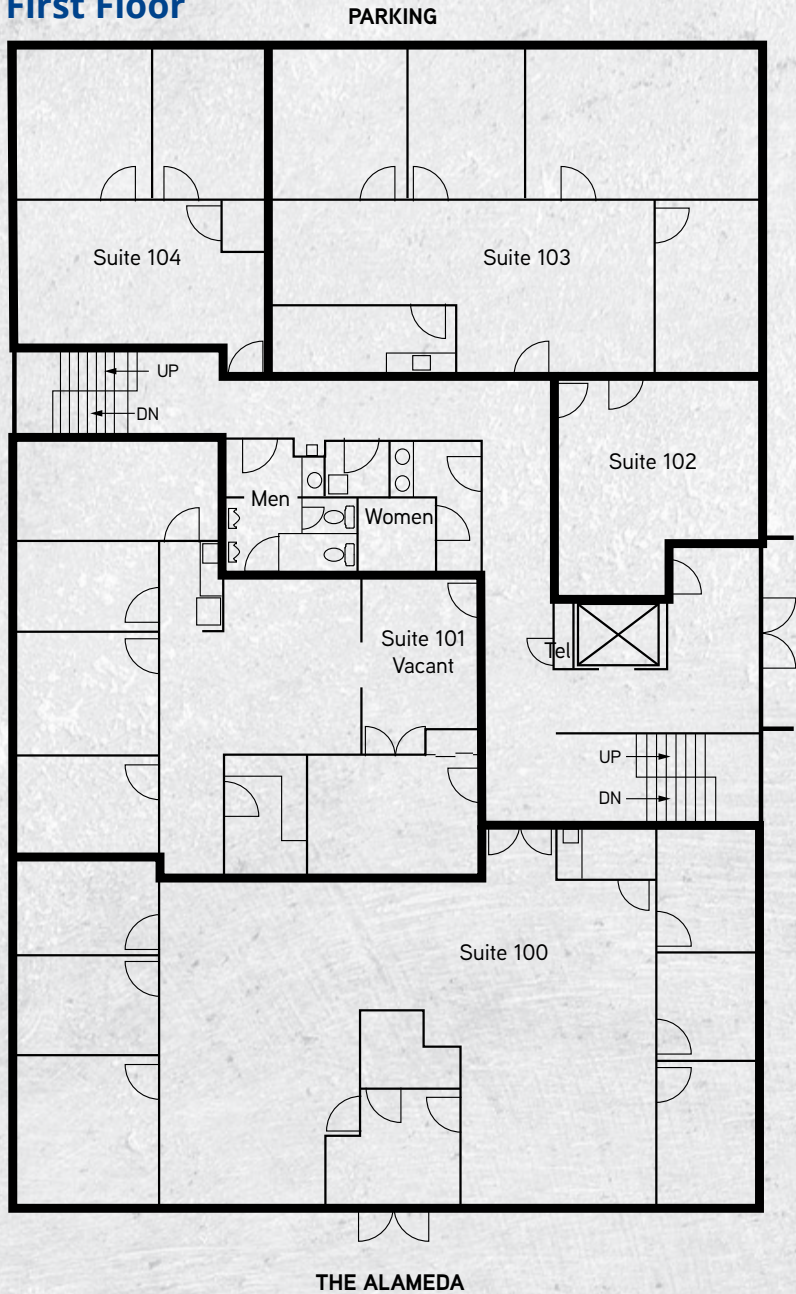 First Floor
PARKING
Suite 104
Suite 103
UP
DN
Suite 102
Men
Women
Suite 101
Vacant
Tel
UP
DN
Suite 100
THE ALAMEDA